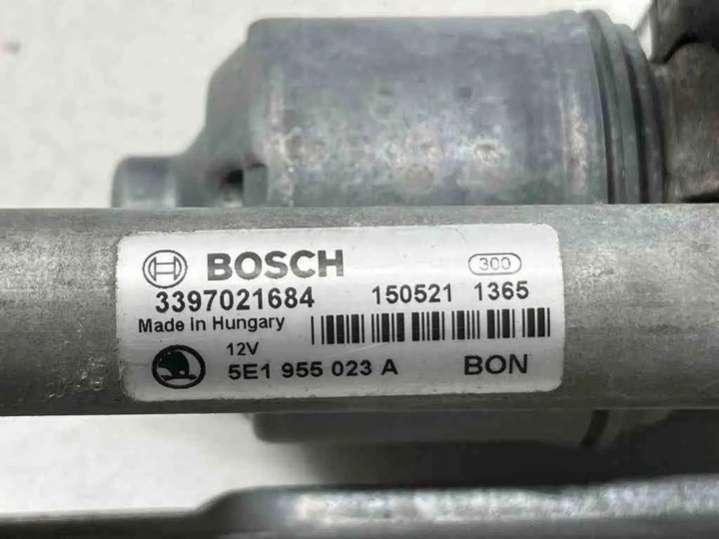 BOSCH 300
3397021684 150521 1365
Made in Hungary
12V
5E1 955 023 A BON